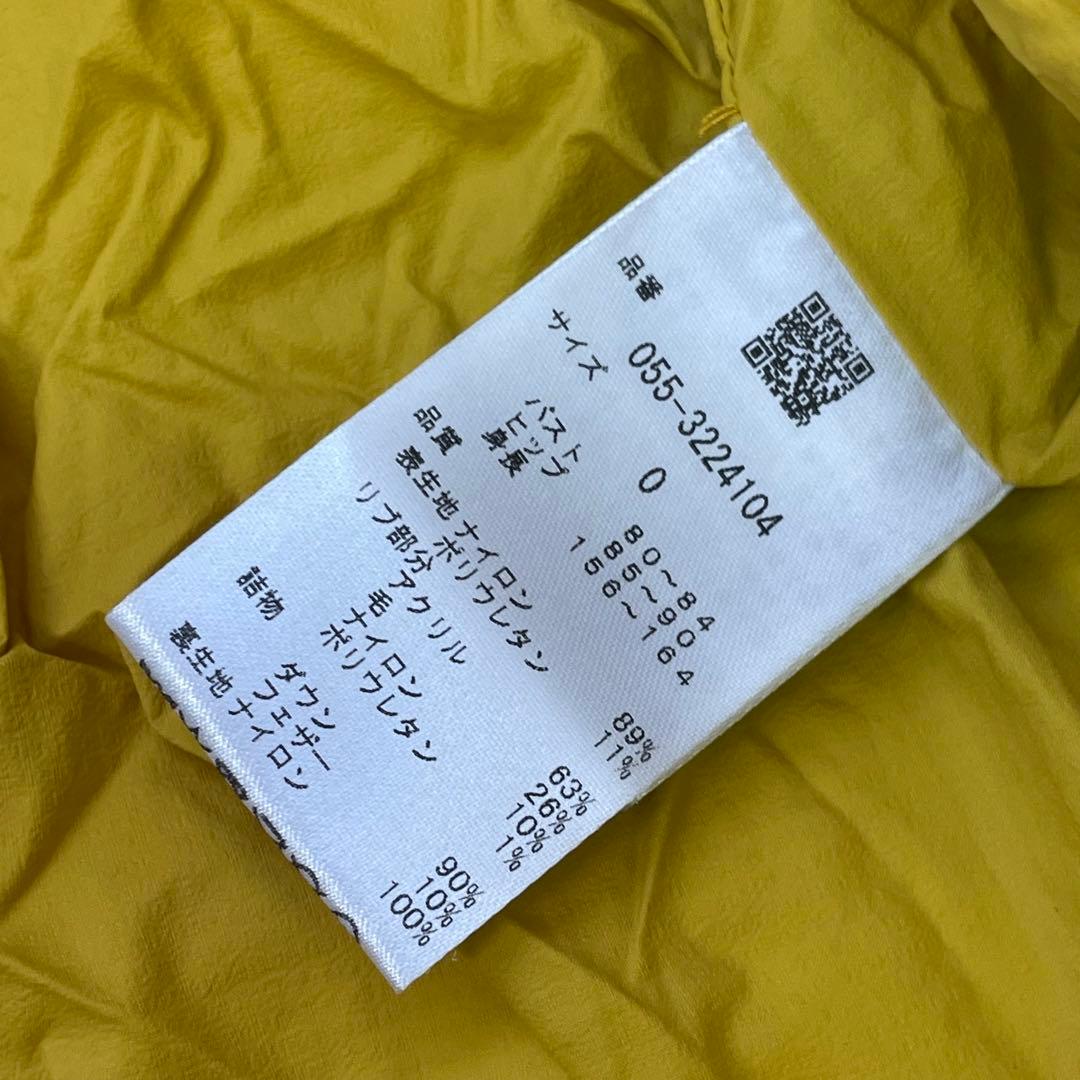 品番 055-3224104
サイズ 0
バスト 80～84
ヒップ 85～90
身長 156～164
品質
表生地 ナイロン 89%
ポリウレタン 11%
リブ部分 アクリル 63%
毛 26%
ナイロン 10%
ポリウレタン 1%
詰物 ダウン 90%
フェザー 10%
裏生地 ナイロン 100%